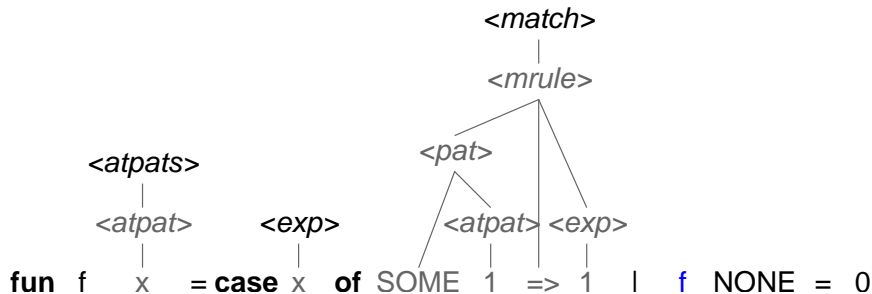 <match>
<mrule>
<pat>
<atpats>
<atpat> <exp> <atpat> <exp>
fun f x = case x of SOME 1 => 1 | f NONE = 0